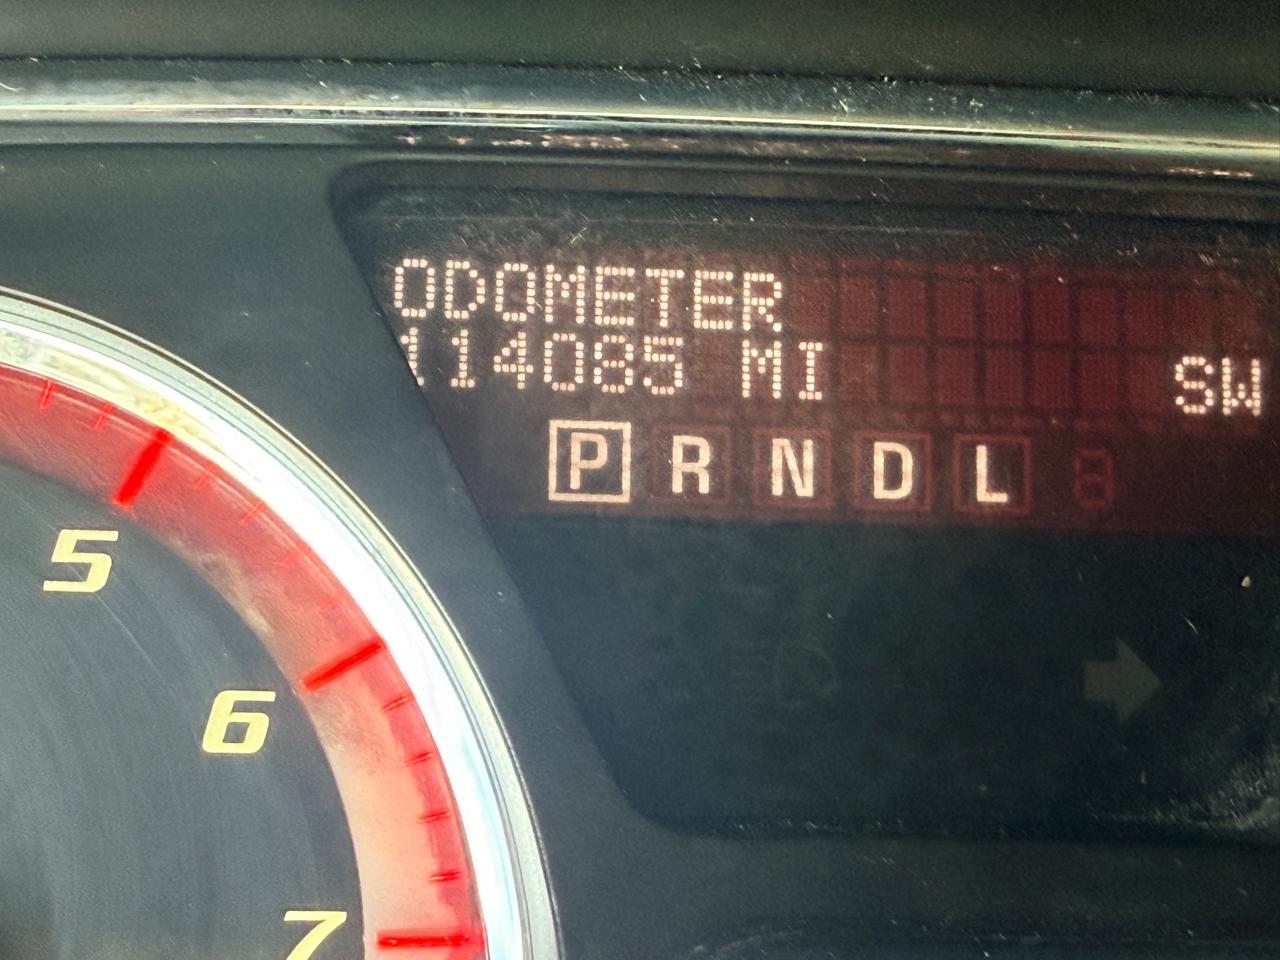 ODOMETER
114085 MI SW
P R N D L
5
6
7